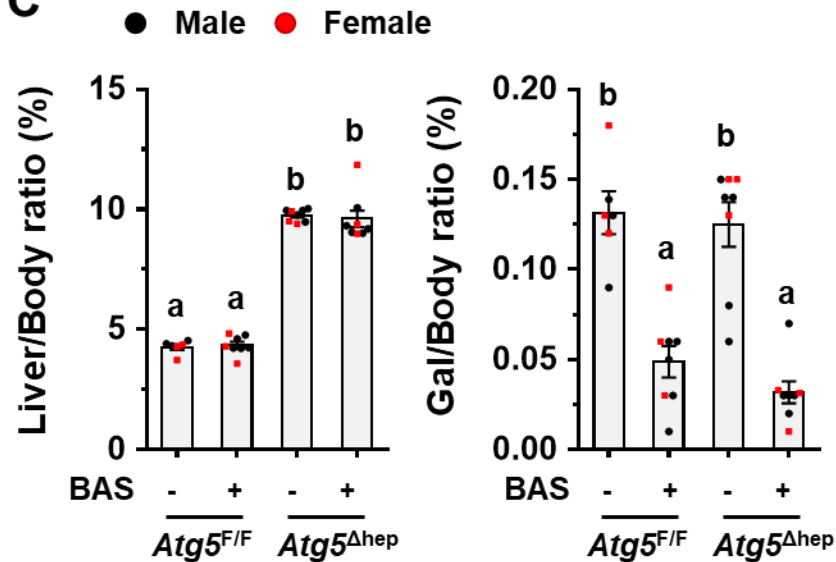 C
Male Female
Liver/Body ratio (%)
15
10
5
0
a
a
b
b
BAS - + - +
Atg5F/F Atg5Δhep
Gal/Body ratio (%)
0.20
0.15
0.10
0.05
0.00
b
a
b
a
BAS - + - +
Atg5F/F Atg5Δhep